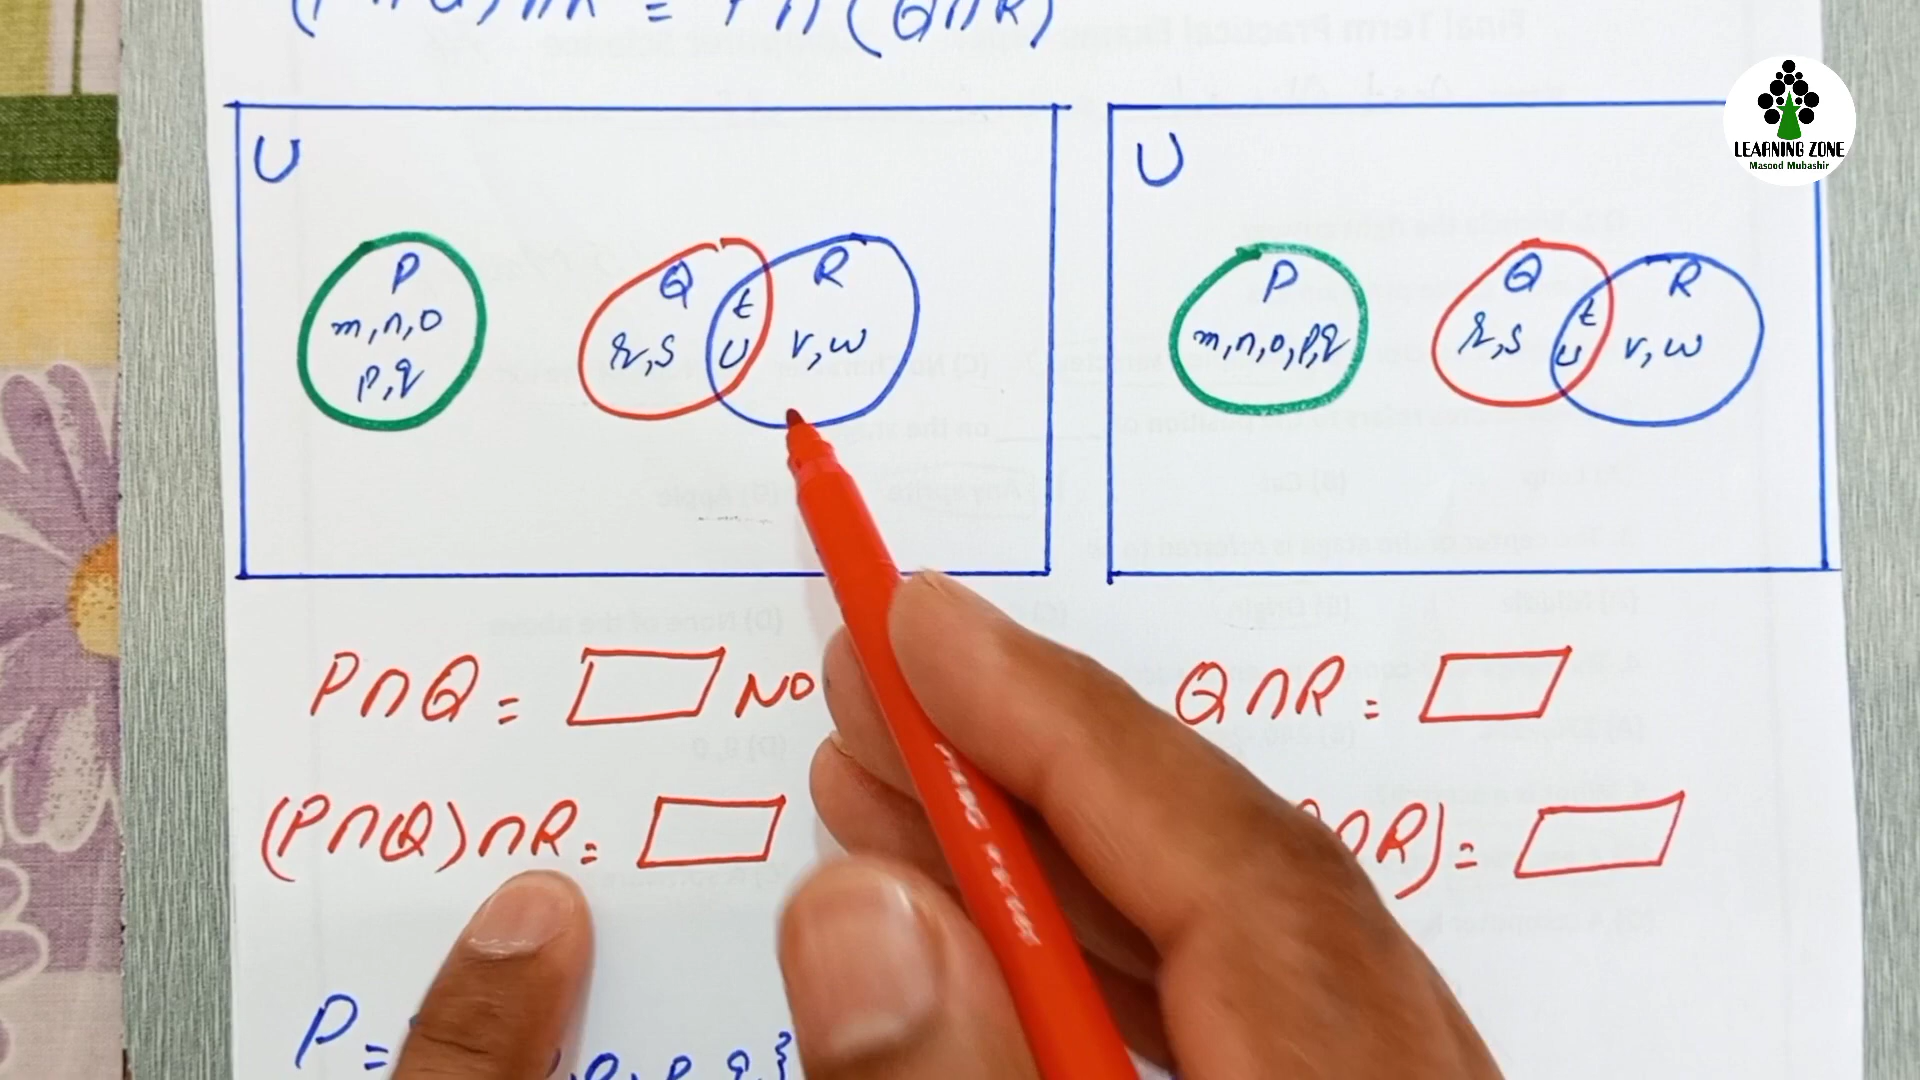 (P∩Q)∩R = P∩(Q∩R)
LEARNING ZONE
Masood Mubashir
U
P
m,n,o
p,q
Q
r,s
t
U
R
v,w
U
P
m,n,o,p,q
Q
r,s
t
U
R
v,w
P∩Q = NO
Q∩R =
(P∩Q)∩R =
∩R) =
P =
,o,p,q}